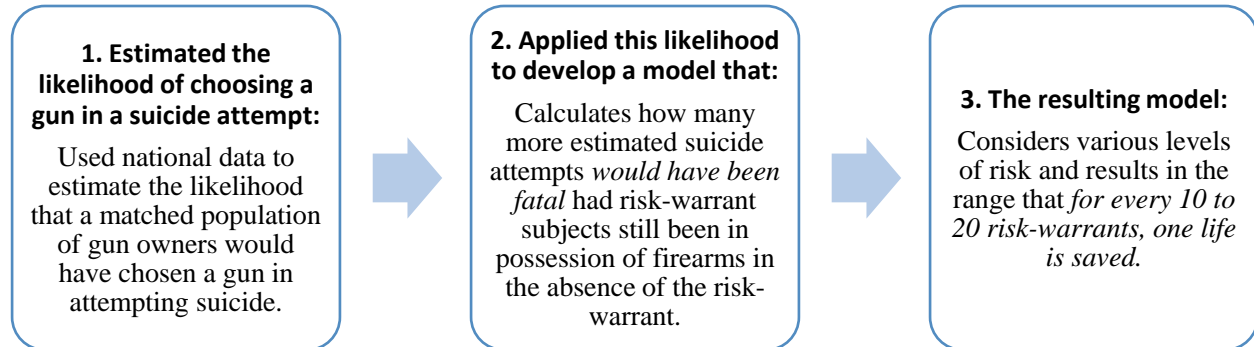 1. Estimated the
likelihood of choosing a
gun in a suicide attempt:
Used national data to
estimate the likelihood
that a matched population
of gun owners would
have chosen a gun in
attempting suicide.
2. Applied this likelihood
to develop a model that:
Calculates how many
more estimated suicide
attempts would have been
fatal had risk-warrant
subjects still been in
possession of firearms in
the absence of the risk-
warrant.
3. The resulting model:
Considers various levels
of risk and results in the
range that for every 10 to
20 risk-warrants, one life
is saved.